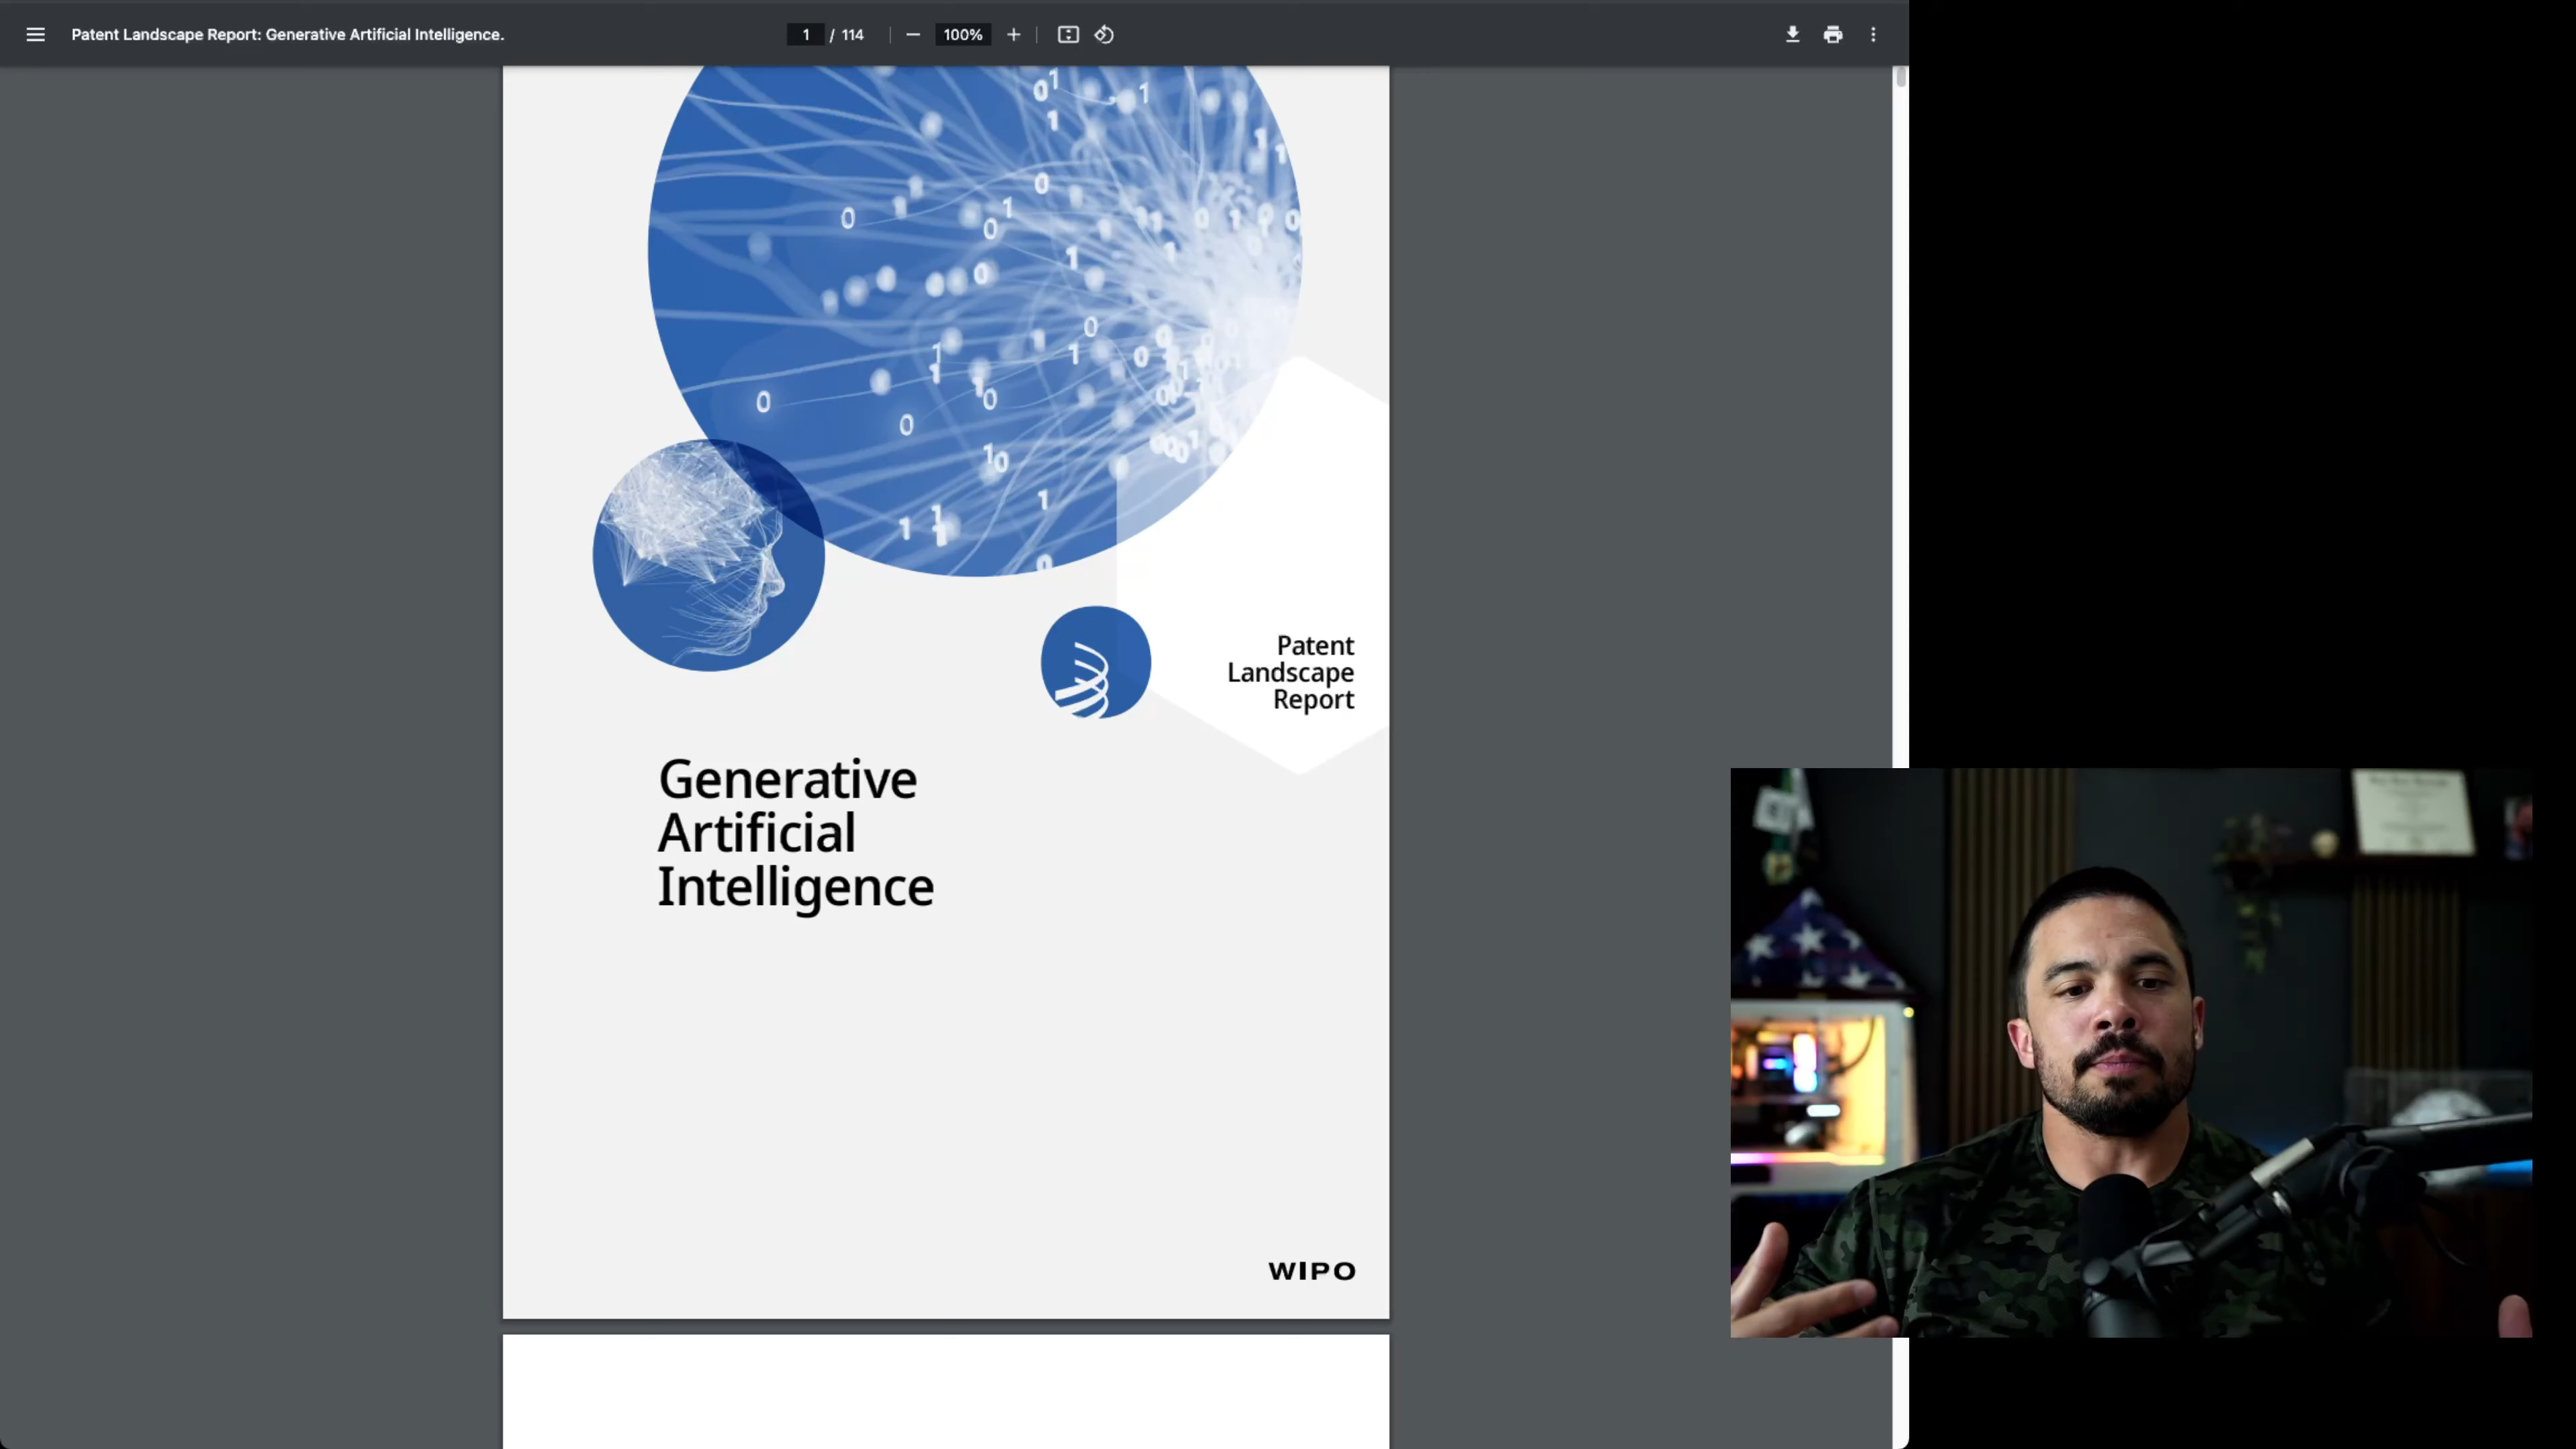 Patent Landscape Report: Generative Artificial Intelligence.
1 / 114
100%
Patent
Landscape
Report
Generative
Artificial
Intelligence
WIPO